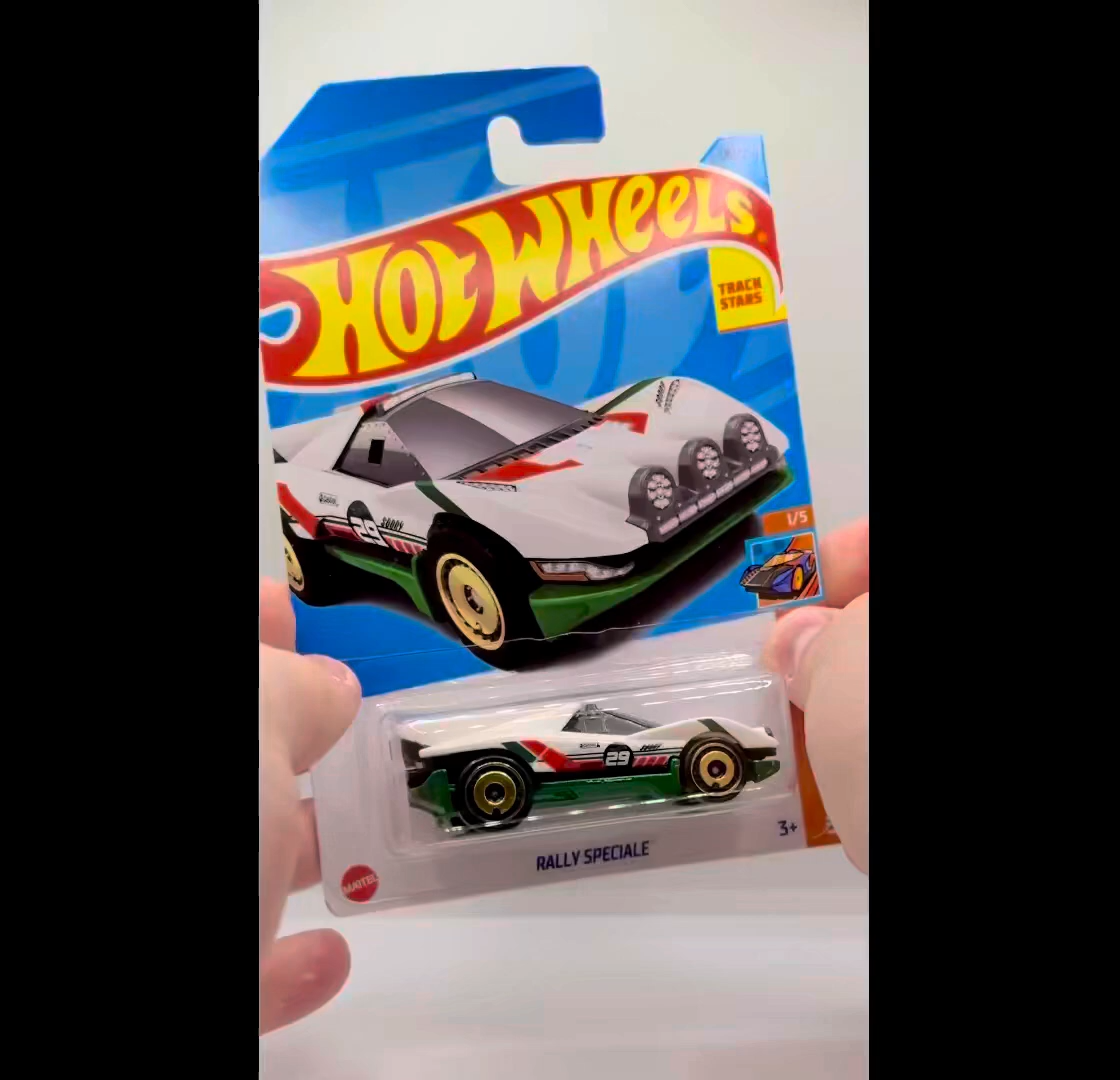 HOT WHEELS
TRACK
STARS
29
1/5
29
3+
RALLY SPECIALE
MATTEL